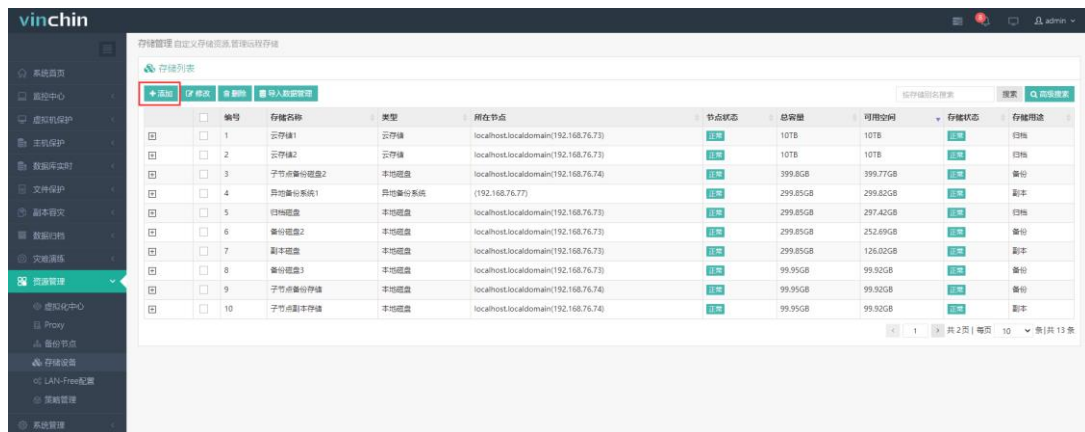 vinchin
admin
存储管理 自定义存储资源,管理远程存储
存储列表
添加 修改 删除 导入数据管理 按存储别名搜索 搜索 高级搜索
编号 存储名称 类型 所在节点 节点状态 总容量 可用空间 存储状态 存储用途
1 云存储1 云存储 localhost.localdomain(192.168.76.73) 正常 10TB 10TB 正常 归档
2 云存储2 云存储 localhost.localdomain(192.168.76.73) 正常 10TB 10TB 正常 归档
3 子节点备份磁盘2 本地磁盘 localhost.localdomain(192.168.76.74) 正常 399.8GB 399.77GB 正常 备份
4 异地备份系统1 异地备份系统 (192.168.76.77) 正常 299.85GB 299.82GB 正常 副本
5 归档磁盘 本地磁盘 localhost.localdomain(192.168.76.73) 正常 299.85GB 297.42GB 正常 归档
6 备份磁盘2 本地磁盘 localhost.localdomain(192.168.76.73) 正常 299.85GB 252.69GB 正常 备份
7 副本磁盘 本地磁盘 localhost.localdomain(192.168.76.73) 正常 299.85GB 126.02GB 正常 副本
8 备份磁盘3 本地磁盘 localhost.localdomain(192.168.76.73) 正常 99.95GB 99.92GB 正常 备份
9 子节点备份存储 本地磁盘 localhost.localdomain(192.168.76.74) 正常 99.95GB 99.92GB 正常 备份
10 子节点副本存储 本地磁盘 localhost.localdomain(192.168.76.74) 正常 99.95GB 99.92GB 正常 副本
1 共2页 | 每页 10 条|共 13 条
系统首页
监控中心
虚拟机保护
主机保护
数据库实时
文件保护
副本容灾
数据归档
灾难演练
资源管理
虚拟化中心
Proxy
备份节点
存储设备
LAN-Free配置
策略管理
系统管理